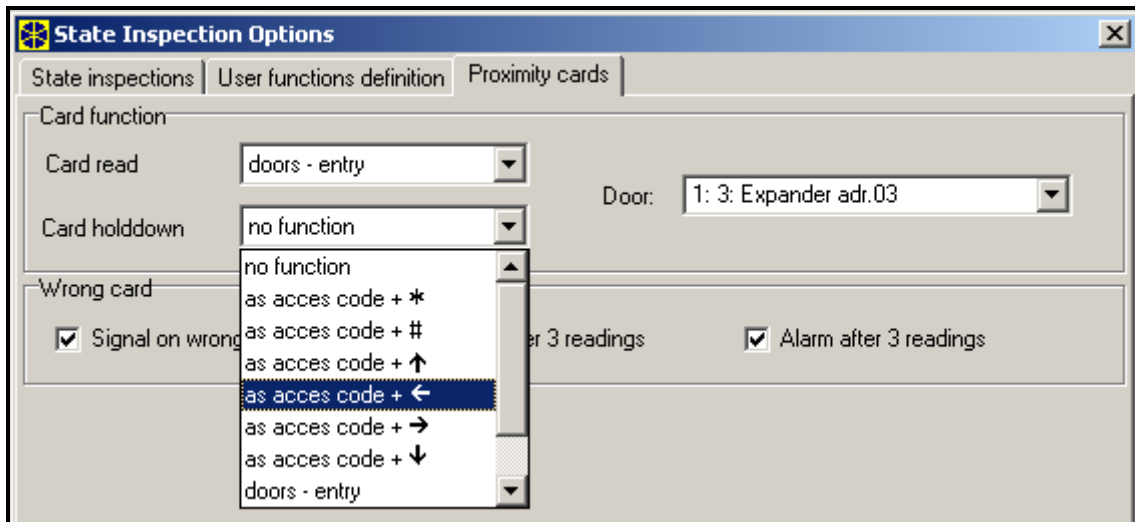 State Inspection Options
State inspections User functions definition Proximity cards
Card function
Card read doors - entry
Door: 1: 3: Expander adr.03
Card holddown no function
no function
as acces code + *
as acces code + #
as acces code + ↑
as acces code + ←
as acces code + →
as acces code + ↓
doors - entry
Wrong card
Signal on wrong 3 readings Alarm after 3 readings